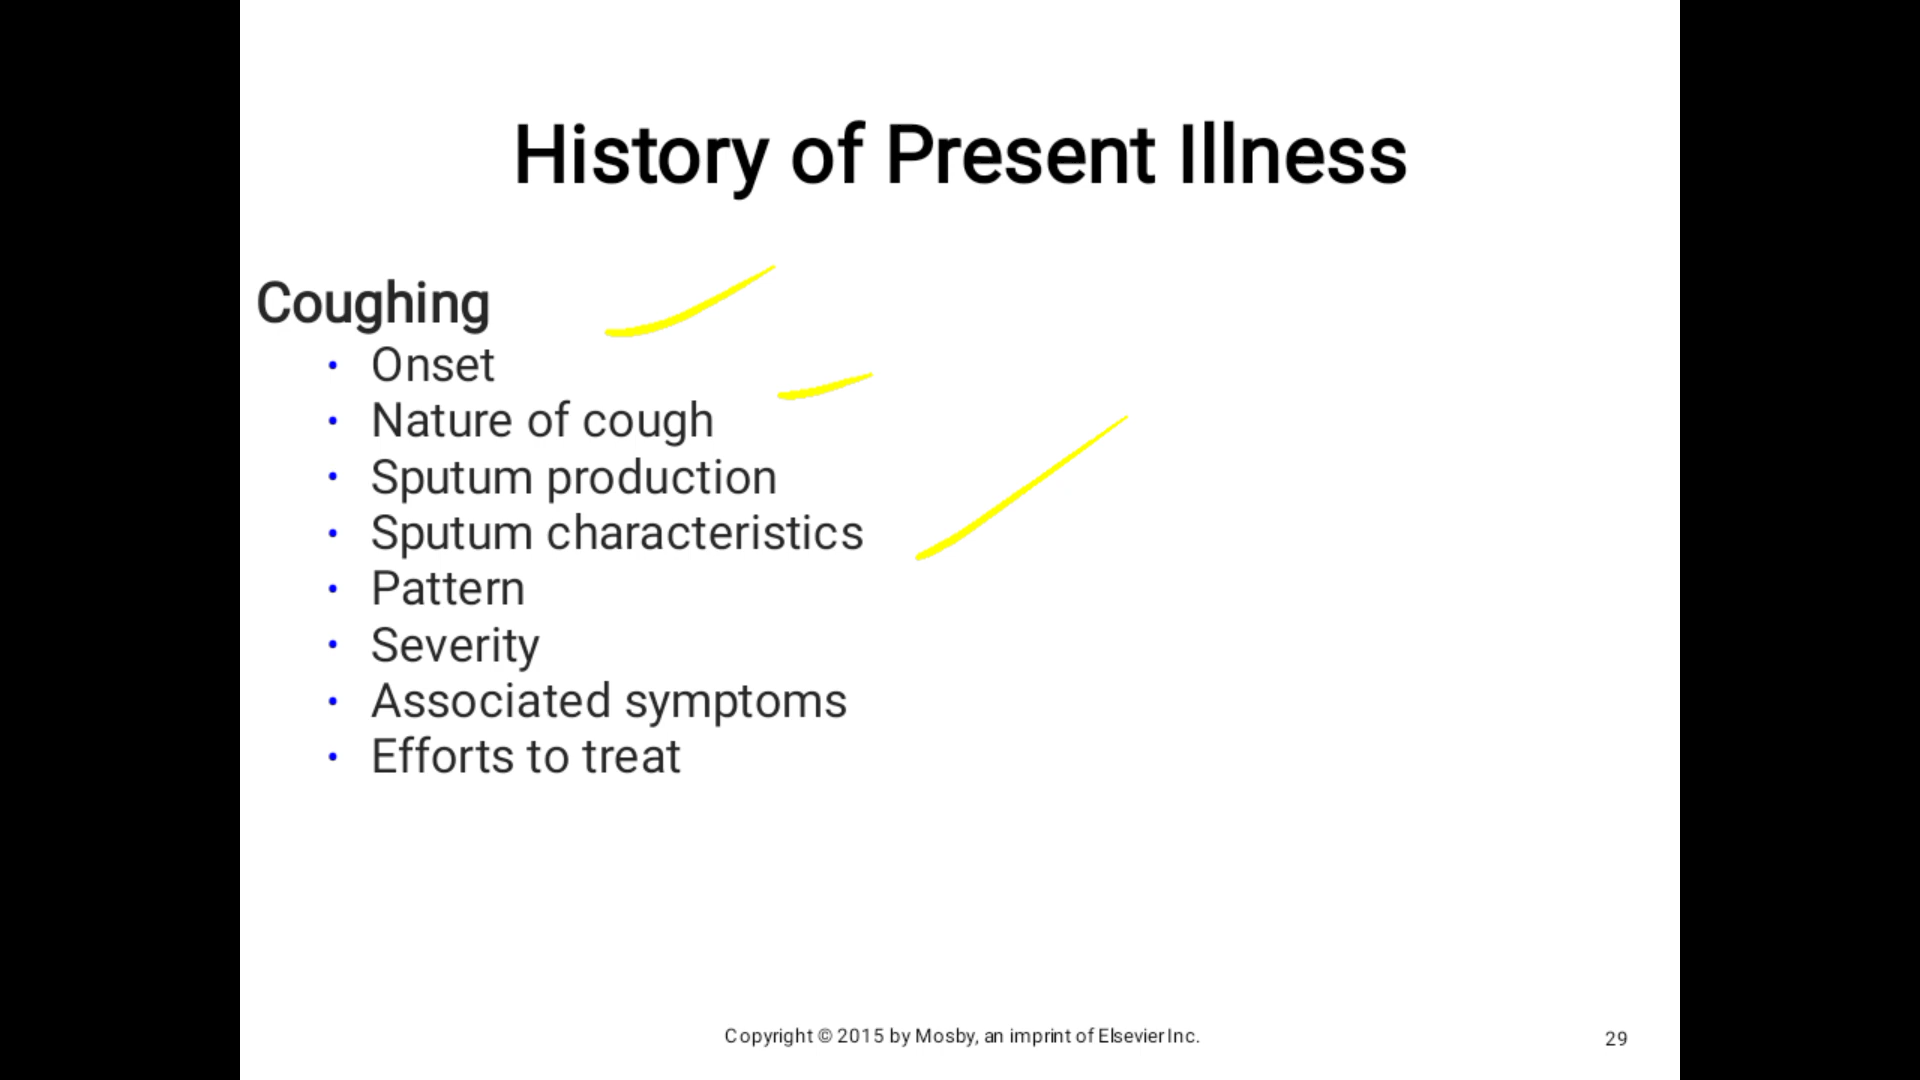 History of Present Illness
Coughing
• Onset
• Nature of cough
• Sputum production
• Sputum characteristics
• Pattern
• Severity
• Associated symptoms
• Efforts to treat
Copyright © 2015 by Mosby, an imprint of Elsevier Inc.
29